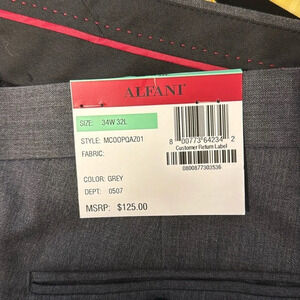 ALFANI
SIZE: 34W 32L
STYLE: MCOOPQAZ01
FABRIC:
COLOR: GREY
DEPT: 0507
MSRP: $125.00
8 00773 64234 2
Customer Return Label
0800877303536